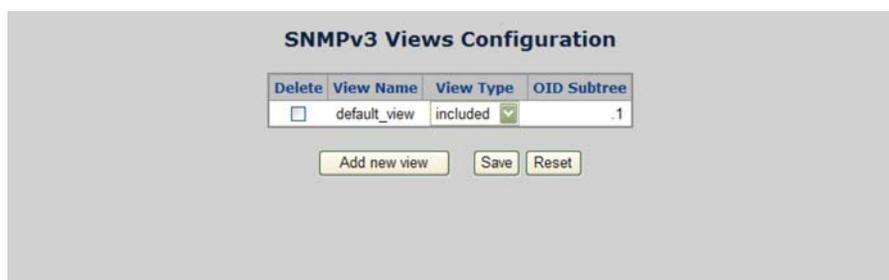 SNMPv3 Views Configuration
Delete View Name View Type OID Subtree
default_view included .1
Add new view Save Reset